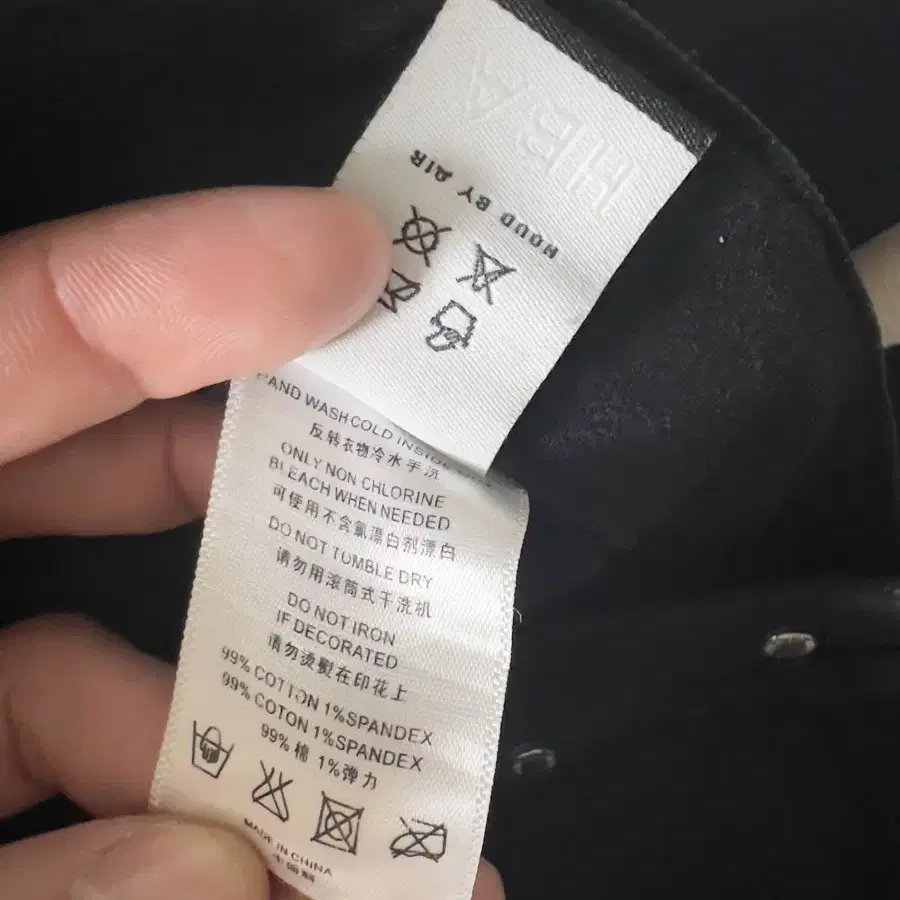 HBA
HOUD BY AIR
HAND WASH COLD INSIDE
反转衣物冷水手洗
ONLY NON CHLORINE
BLEACH WHEN NEEDED
可使用不含氯漂白剂漂白
DO NOT TUMBLE DRY
请勿用滚筒式干洗机
DO NOT IRON
IF DECORATED
请勿烫熨在印花上
99% COTTON 1%SPANDEX
99% COTON 1%SPANDEX
99% 棉 1%弹力
MADE IN CHINA